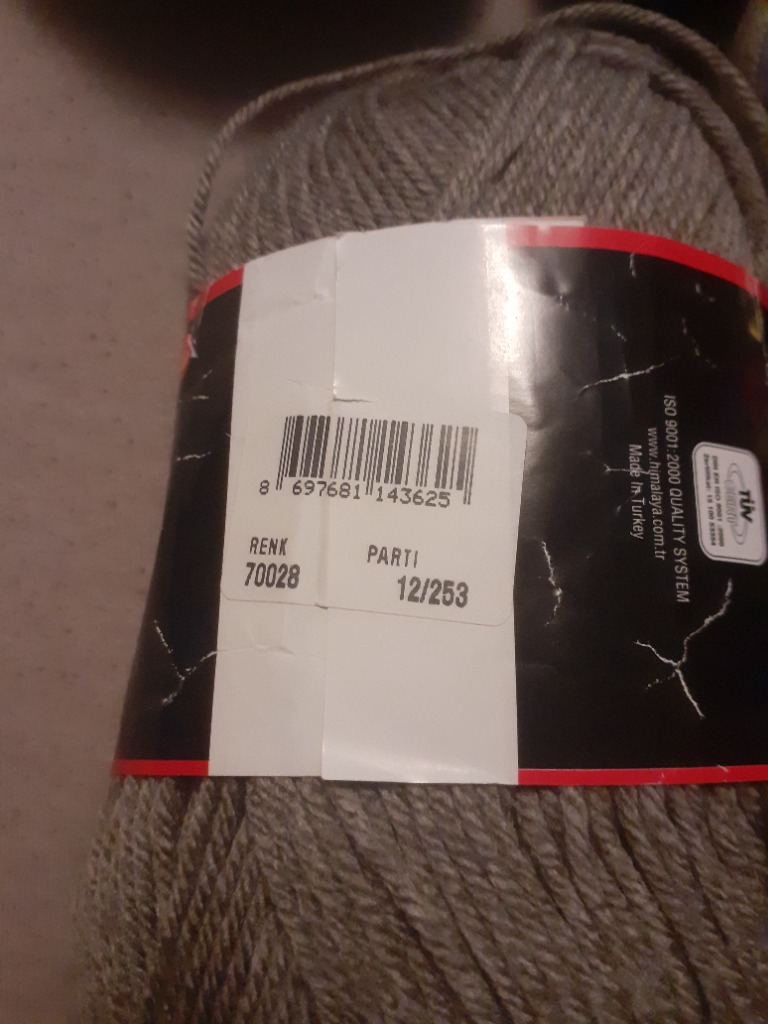 8 697681 143625
RENK
70028
PARTI
12/253
ISO 9001:2000 QUALITY SYSTEM
www.himalaya.com.tr
Made In Turkey
TÜV